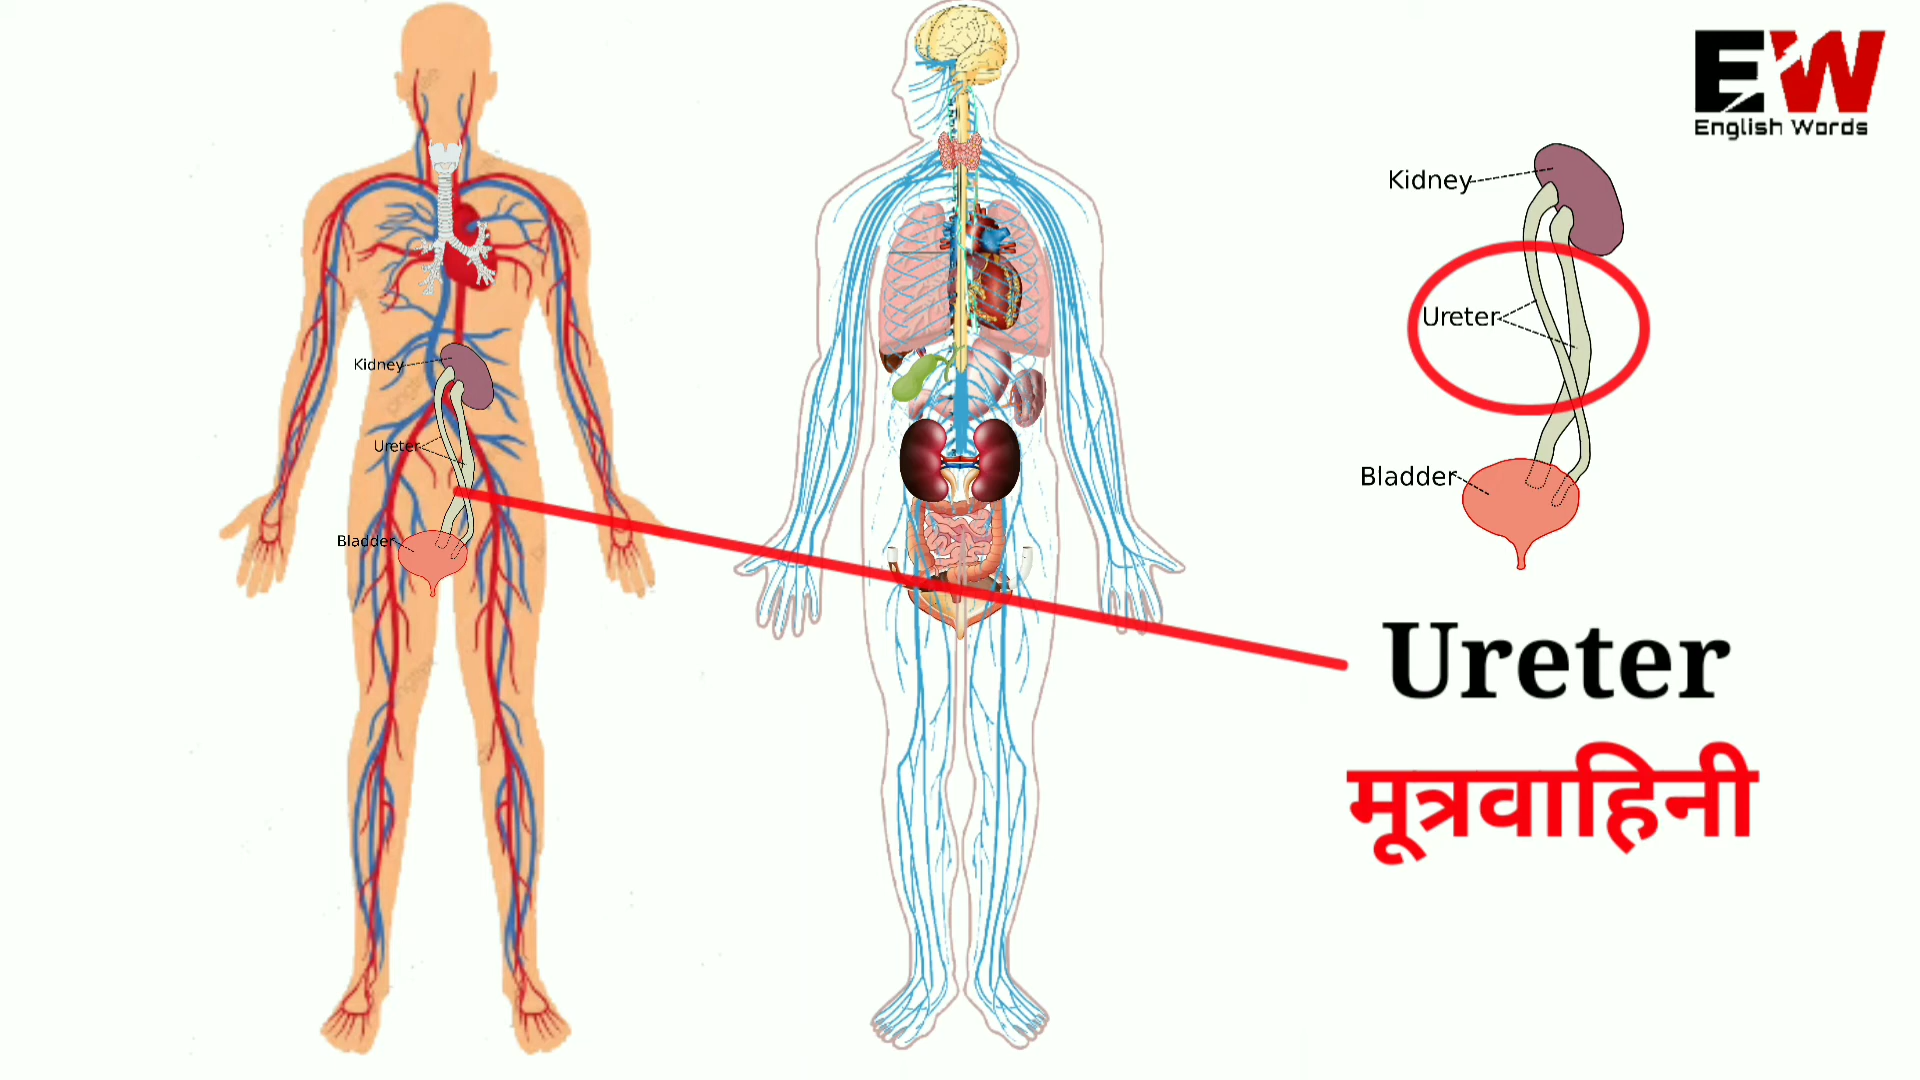 EW
English Words
Kidney
Ureter
Bladder
Kidney
Ureter
Bladder
Ureter
मूत्रवाहिनी